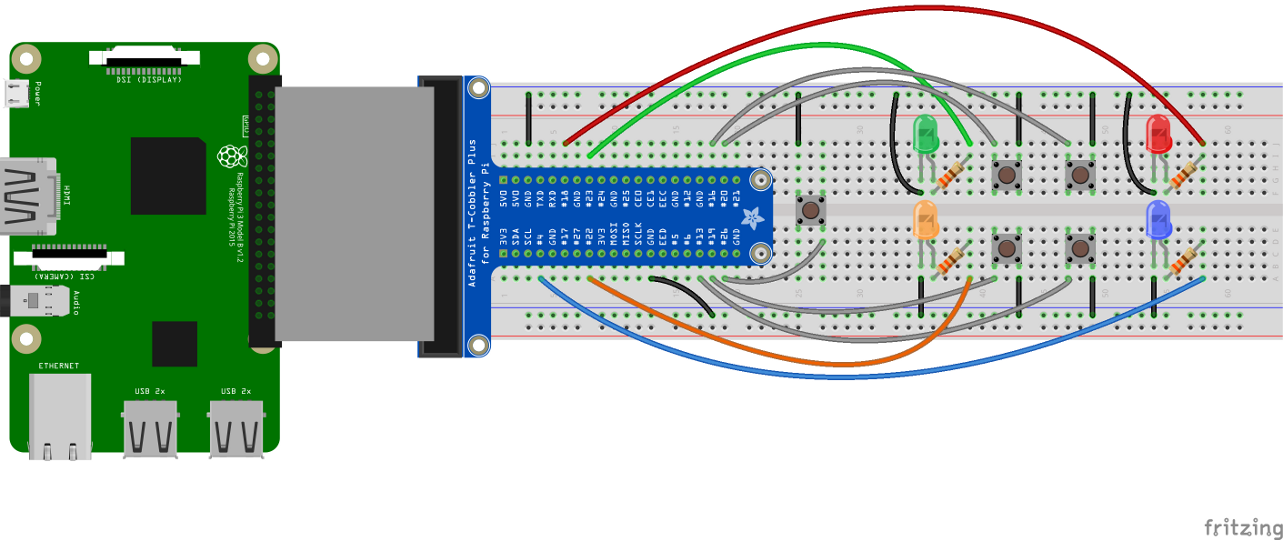 DSI (DISPLAY)
Power
HDMI
CSI (CAMERA)
Audio
ETHERNET
USB 2x
USB 2x
GPIO
Raspberry Pi 3 Model B v1.2
Raspberry Pi 2015
Adafruit T-Cobbler Plus
for Raspberry Pi
5V0 5V0 GND TXD RXD #18 GND #23 #24 GND #25 CE0 CE1 EEC GND #12 GND #16 #20 #21
3V3 SDA SCL #4 GND #17 #27 #22 3V3 MOSI MISO SCLK GND EED #5 #6 #13 #19 #26 GND
fritzing